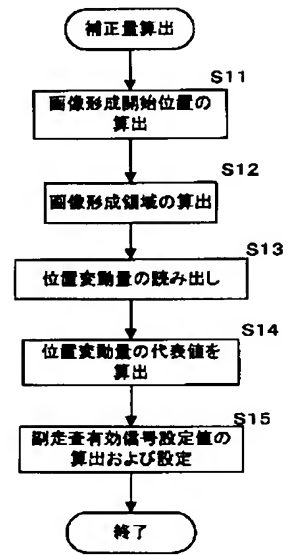 補正量算出
S11
画像形成開始位置の
算出
S12
画像形成領域の算出
S13
位置変動量の読み出し
S14
位置変動量の代表値を
算出
S15
副走査有効信号設定値の
算出および設定
終了